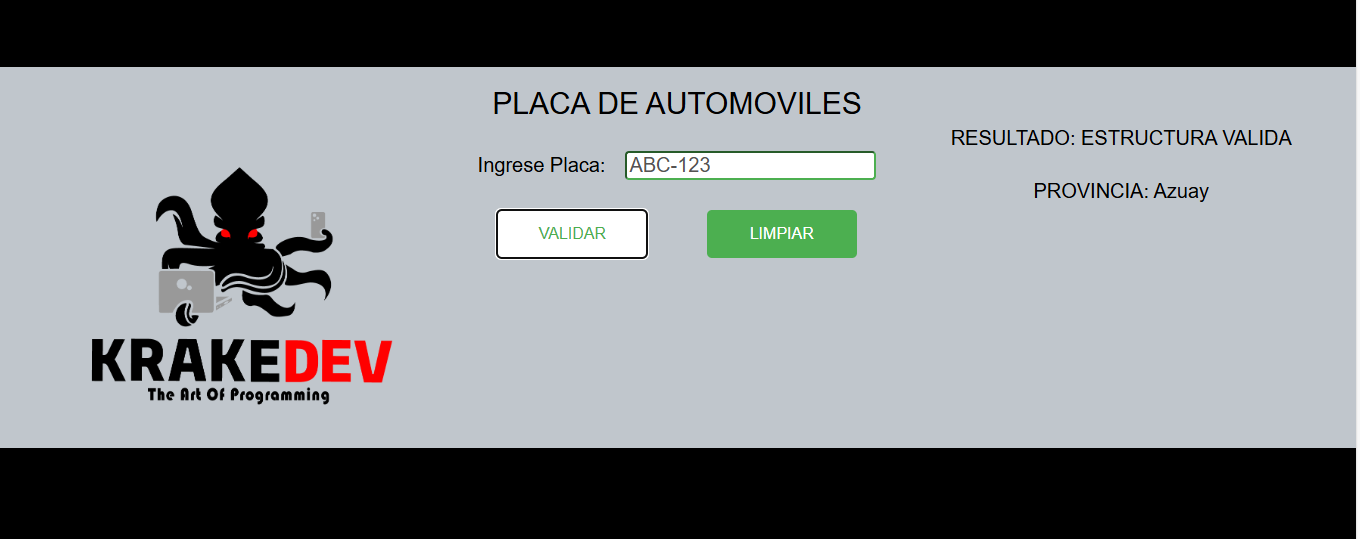 PLACA DE AUTOMOVILES
Ingrese Placa: ABC-123
VALIDAR LIMPIAR
RESULTADO: ESTRUCTURA VALIDA
PROVINCIA: Azuay
KRAKEDEV
The Art Of Programming